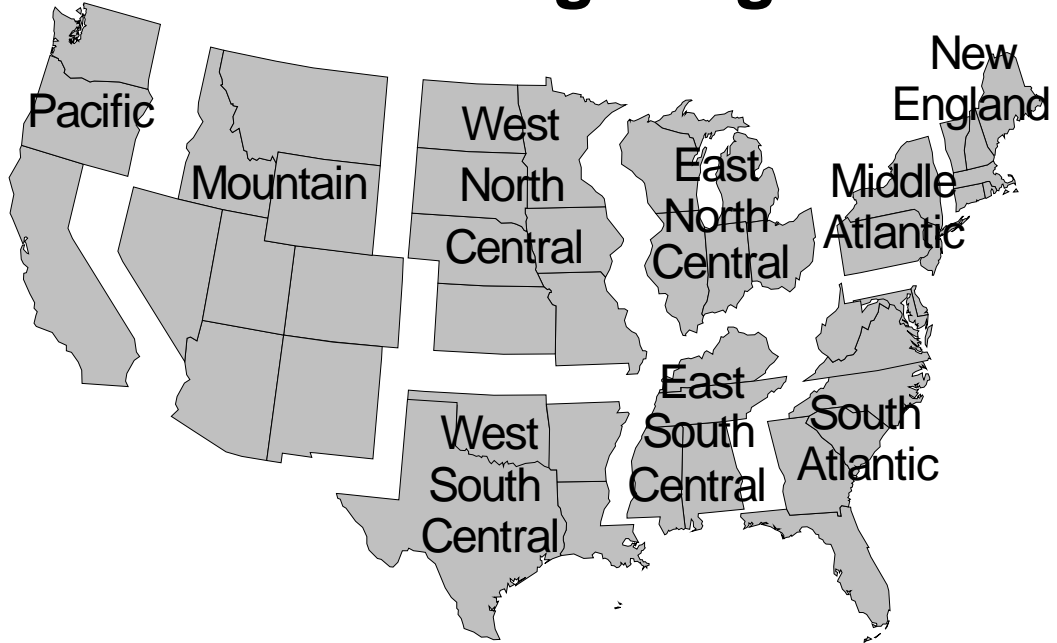 Pacific
Mountain
West
North
Central
East
North
Central
New
England
Middle
Atlantic
West
South
Central
East
South
Central
South
Atlantic